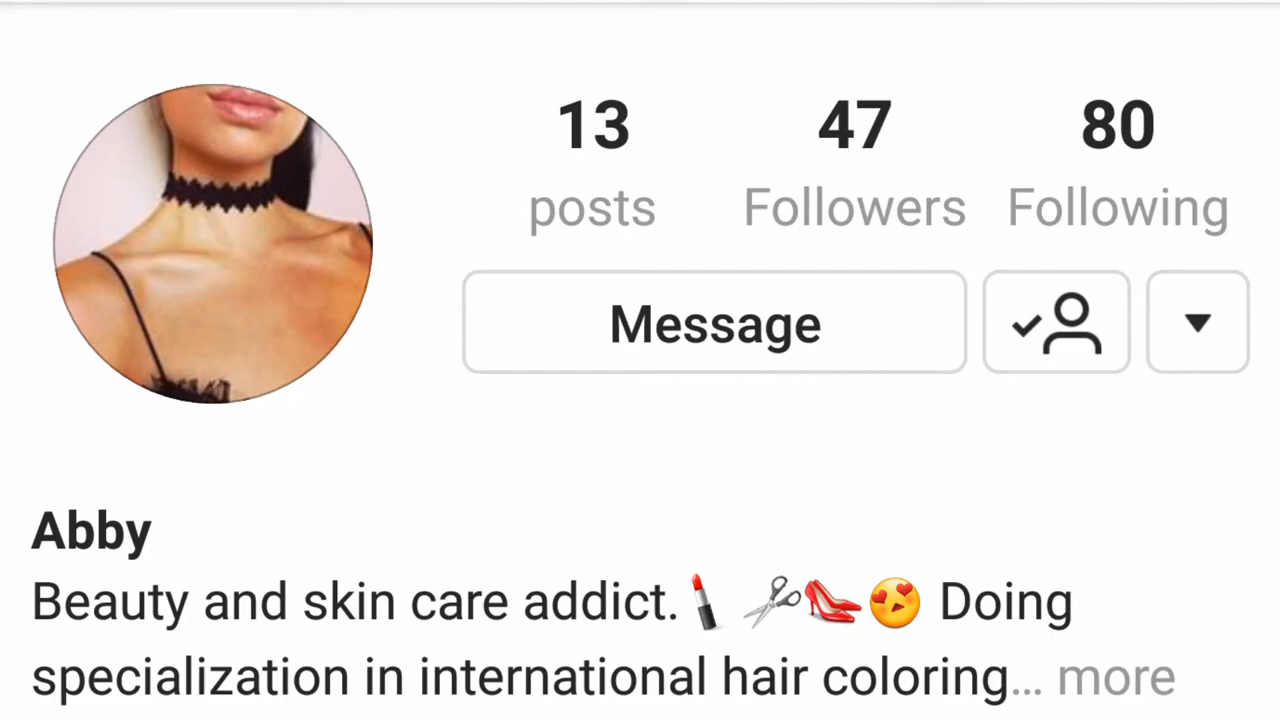 13 47 80
posts Followers Following
Message
Abby
Beauty and skin care addict.💄✂️👠😍 Doing
specialization in international hair coloring... more